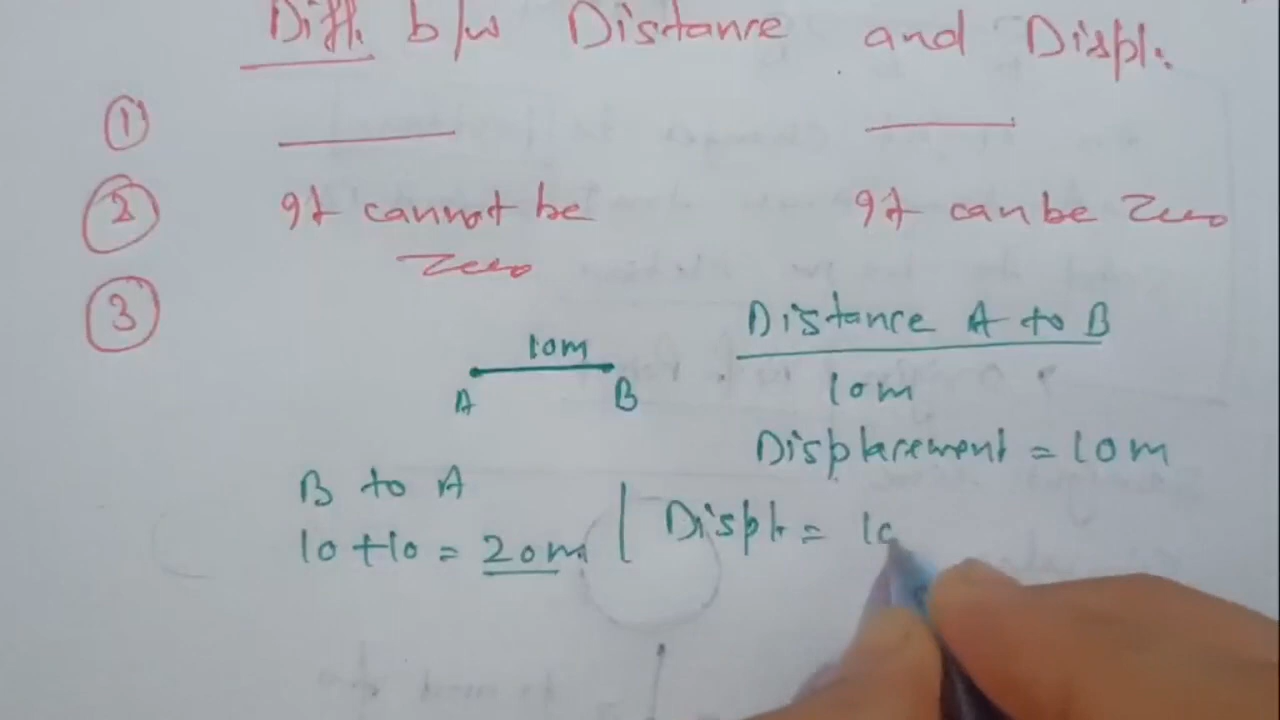 Diff. b/w Distance and Displ.
①
② It cannot be zero It can be zero
③
10m
A B
Distance A to B
10m
Displacement = 10m
B to A
10+10 = 20m | Displ. = 10